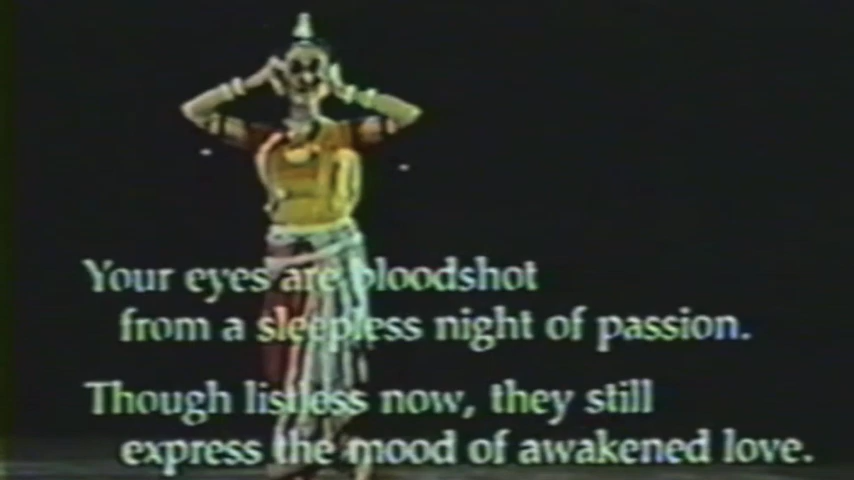 Your eyes are bloodshot
from a sleepless night of passion.
Though listless now, they still
express the mood of awakened love.